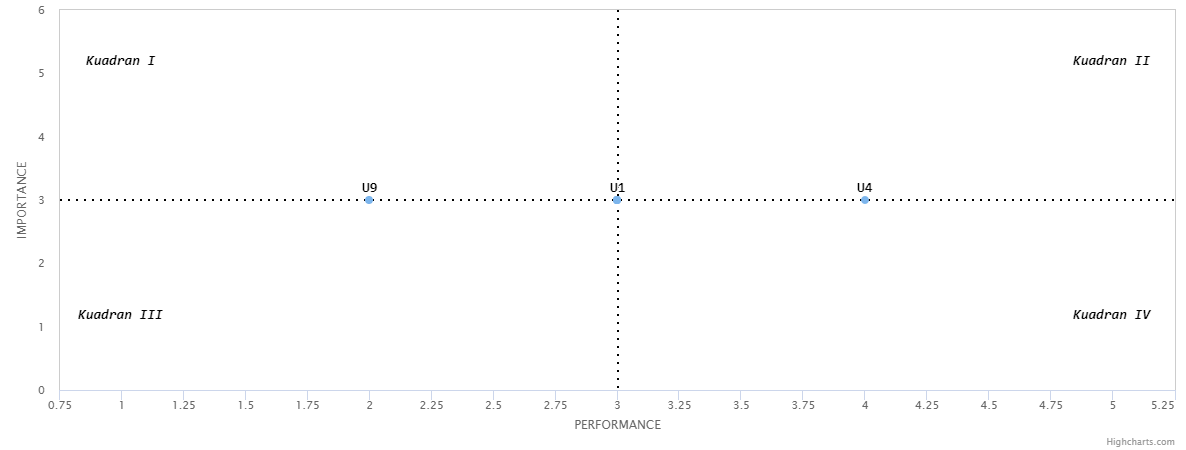 6
Kuadran I
Kuadran II
5
4
IMPORTANCE
U9
U1
U4
3
2
Kuadran III
Kuadran IV
1
0
0.75 1 1.25 1.5 1.75 2 2.25 2.5 2.75 3 3.25 3.5 3.75 4 4.25 4.5 4.75 5 5.25
PERFORMANCE
Highcharts.com